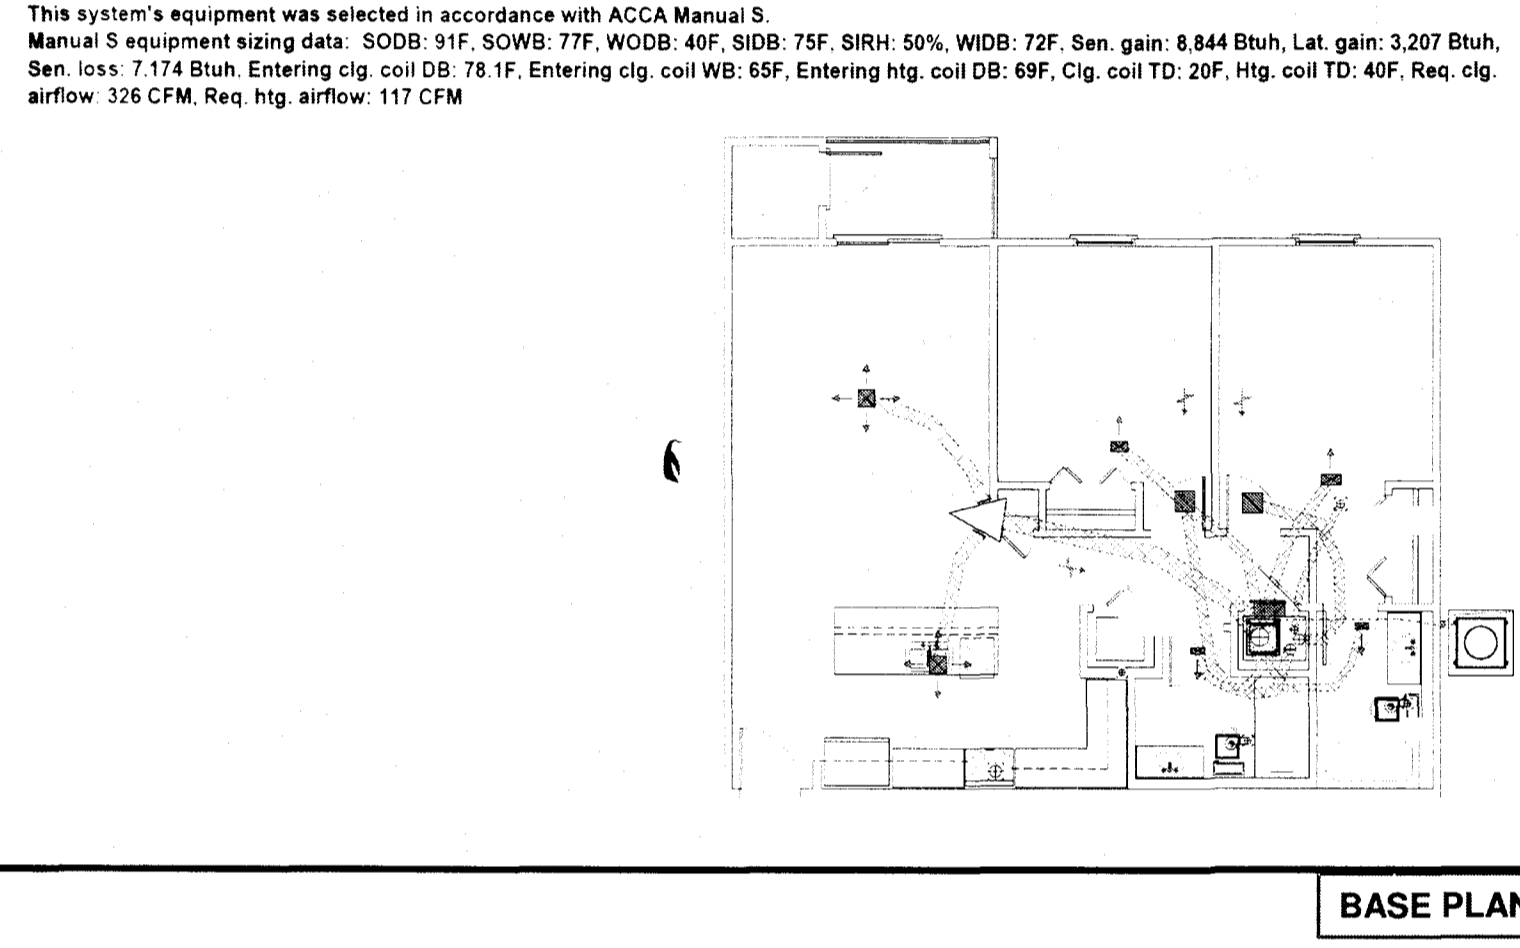 This system's equipment was selected in accordance with ACCA Manual S.
Manual S equipment sizing data: SODB: 91F, SOWB: 77F, WODB: 40F, SIDB: 75F, SIRH: 50%, WIDB: 72F, Sen. gain: 8,844 Btuh, Lat. gain: 3,207 Btuh,
Sen. loss: 7,174 Btuh, Entering clg. coil DB: 78.1F, Entering clg. coil WB: 65F, Entering htg. coil DB: 69F, Clg. coil TD: 20F, Htg. coil TD: 40F, Req. clg.
airflow: 326 CFM, Req. htg. airflow: 117 CFM
BASE PLAN